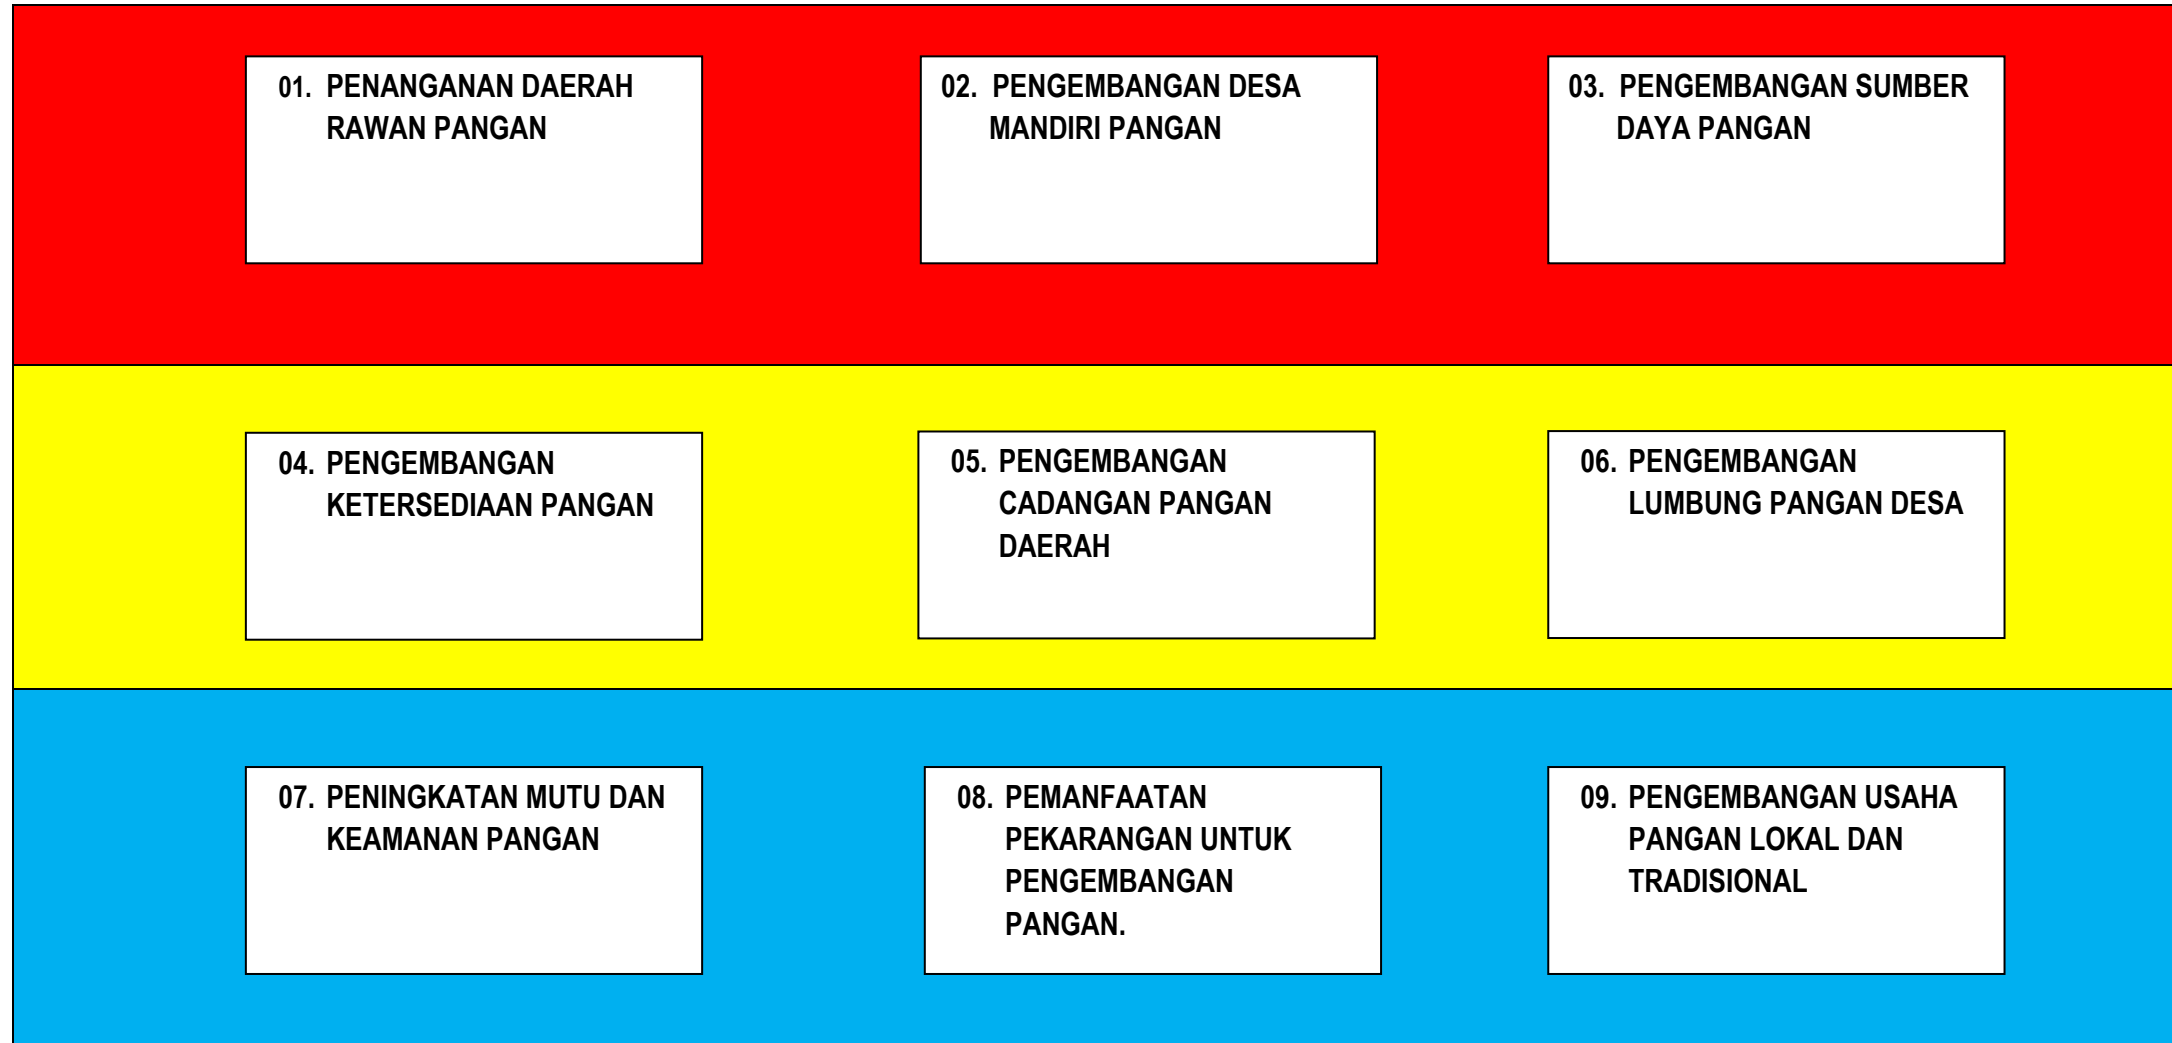 01. PENANGANAN DAERAH
RAWAN PANGAN
02. PENGEMBANGAN DESA
MANDIRI PANGAN
03. PENGEMBANGAN SUMBER
DAYA PANGAN
04. PENGEMBANGAN
KETERSEDIAAN PANGAN
05. PENGEMBANGAN
CADANGAN PANGAN
DAERAH
06. PENGEMBANGAN
LUMBUNG PANGAN DESA
07. PENINGKATAN MUTU DAN
KEAMANAN PANGAN
08. PEMANFAATAN
PEKARANGAN UNTUK
PENGEMBANGAN
PANGAN.
09. PENGEMBANGAN USAHA
PANGAN LOKAL DAN
TRADISIONAL